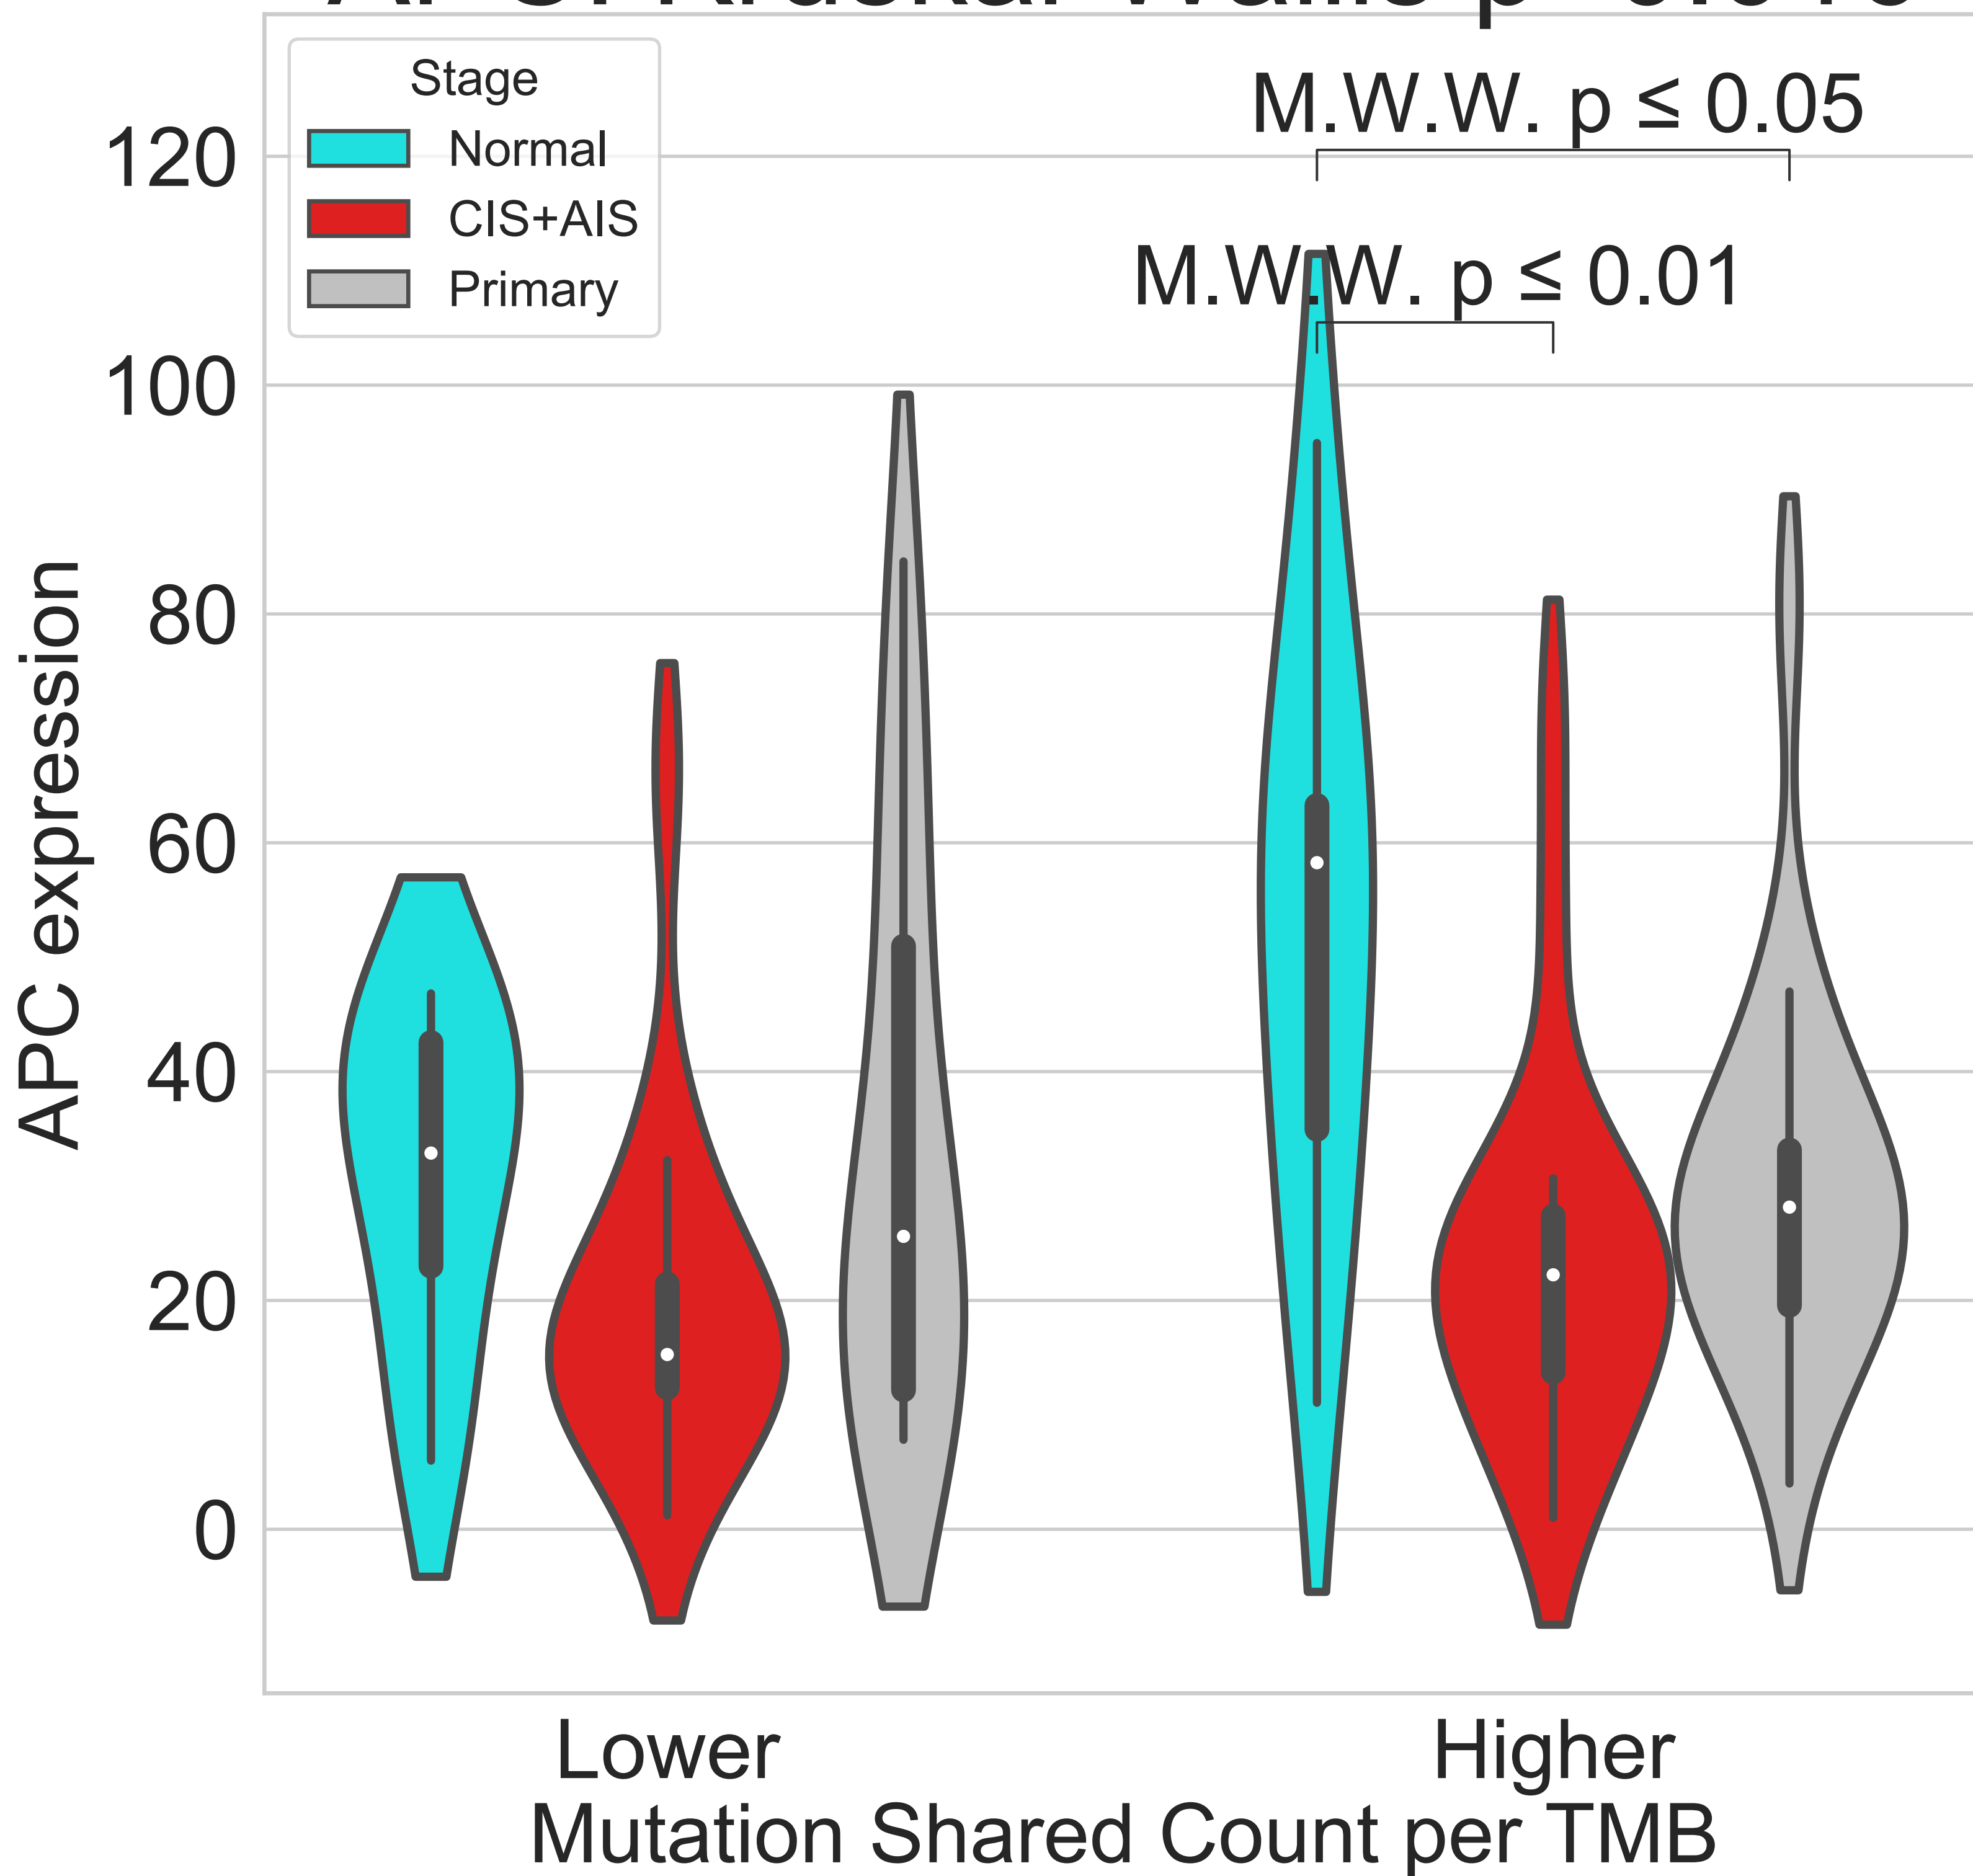 Stage
Normal
CIS+AIS
Primary
M.W.W. p ≤ 0.05
M.W.W. p ≤ 0.01
120
100
80
60
40
20
0
APC expression
Lower
Higher
Mutation Shared Count per TMB